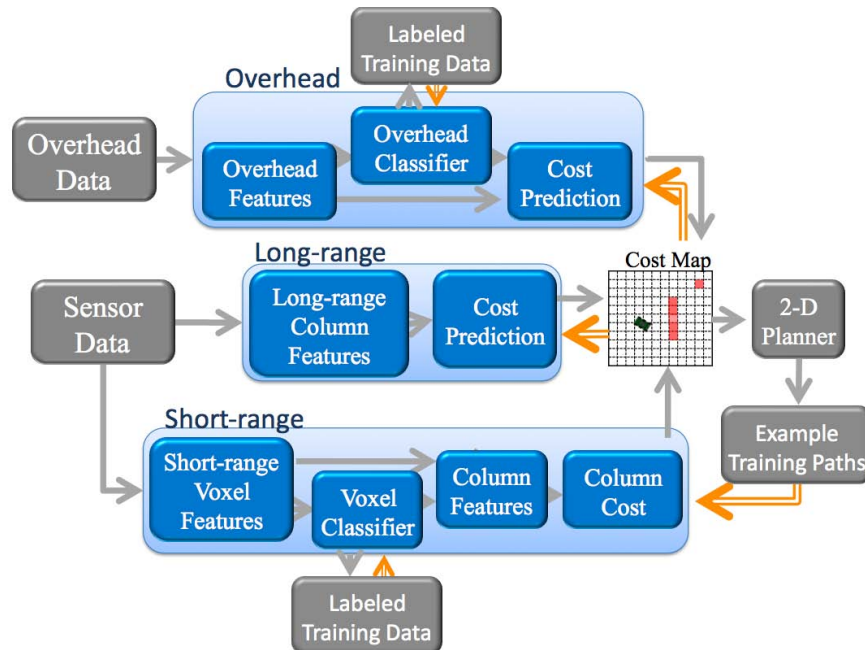 Labeled
Training Data
Overhead
Overhead
Data
Overhead
Features
Overhead
Classifier
Cost
Prediction
Long-range
Cost Map
Sensor
Data
Long-range
Column
Features
Cost
Prediction
2-D
Planner
Short-range
Short-range
Voxel
Features
Voxel
Classifier
Column
Features
Column
Cost
Example
Training Paths
Labeled
Training Data